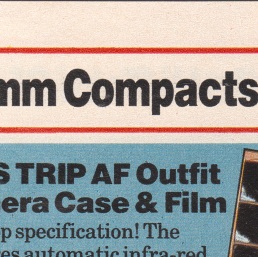 mm Compacts
S TRIP AF Outfit
era Case & Film
p specification! The
es automatic infra-red